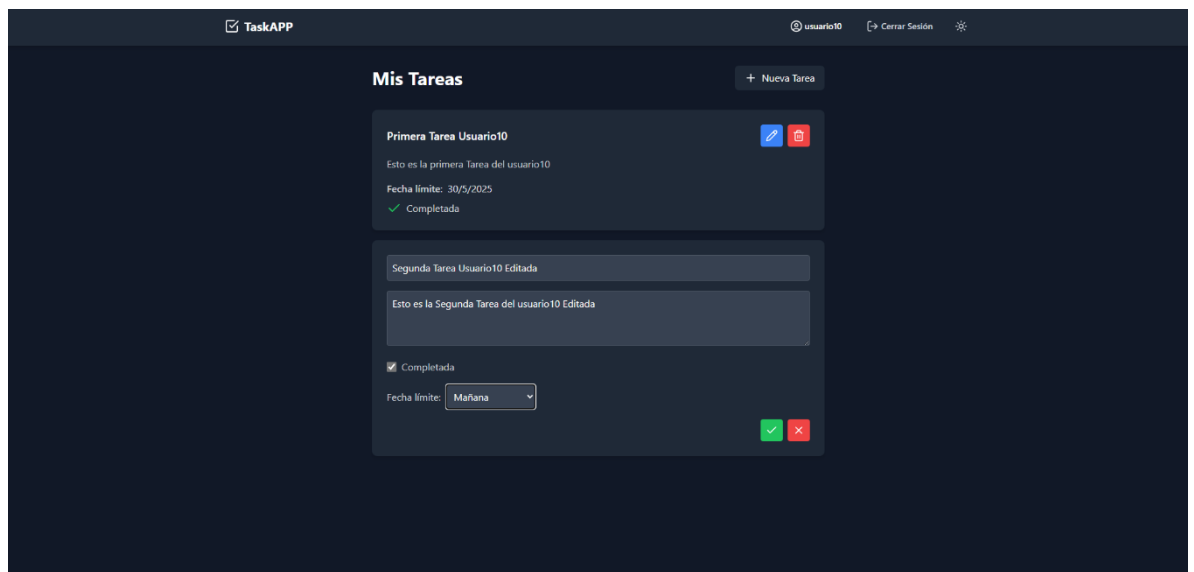 TaskAPP
usuario10
Cerrar Sesión
Mis Tareas
+ Nueva Tarea
Primera Tarea Usuario10
Esto es la primera Tarea del usuario10
Fecha límite: 30/5/2025
Completada
Segunda Tarea Usuario10 Editada
Esto es la Segunda Tarea del usuario10 Editada
Completada
Fecha límite: Mañana